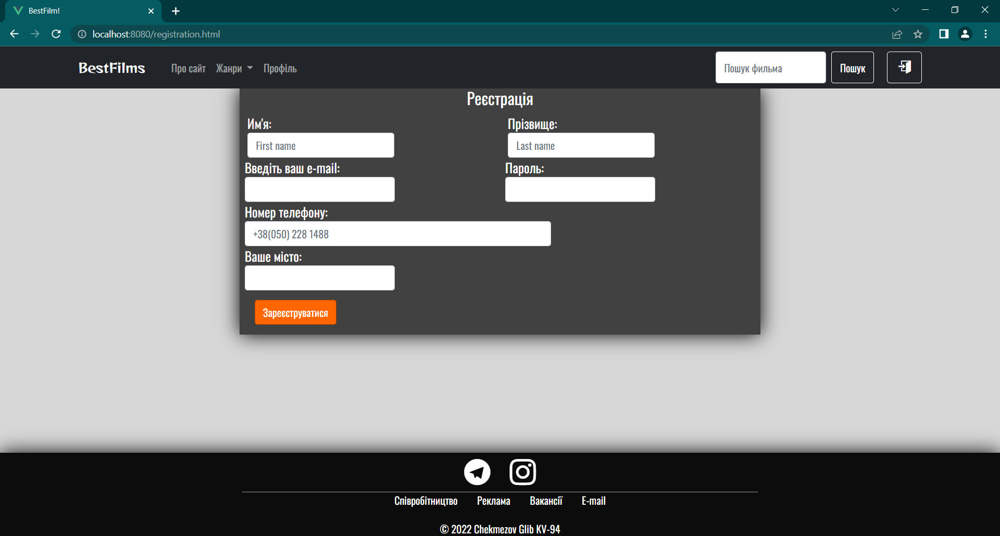 BestFilm!
localhost:8080/registration.html
BestFilms Про сайт Жанри Профіль Пошук фильма Пошук
Реєстрація
Им'я: Прізвище:
First name Last name
Введіть ваш e-mail: Пароль:
Номер телефону:
+38(050) 228 1488
Ваше місто:
Зареєструватися
Співробітництво Реклама Вакансії E-mail
© 2022 Chekmezov Glib KV-94